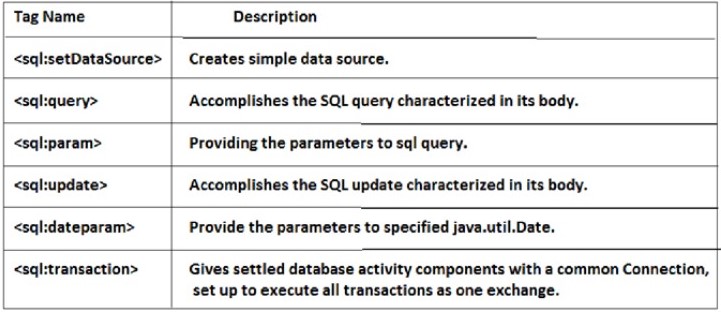 Tag Name Description
<sql:setDataSource> Creates simple data source.
<sql:query> Accomplishes the SQL query characterized in its body.
<sql:param> Providing the parameters to sql query.
<sql:update> Accomplishes the SQL update characterized in its body.
<sql:dateparam> Provide the parameters to specified java.util.Date.
<sql:transaction> Gives settled database activity components with a common Connection,
set up to execute all transactions as one exchange.